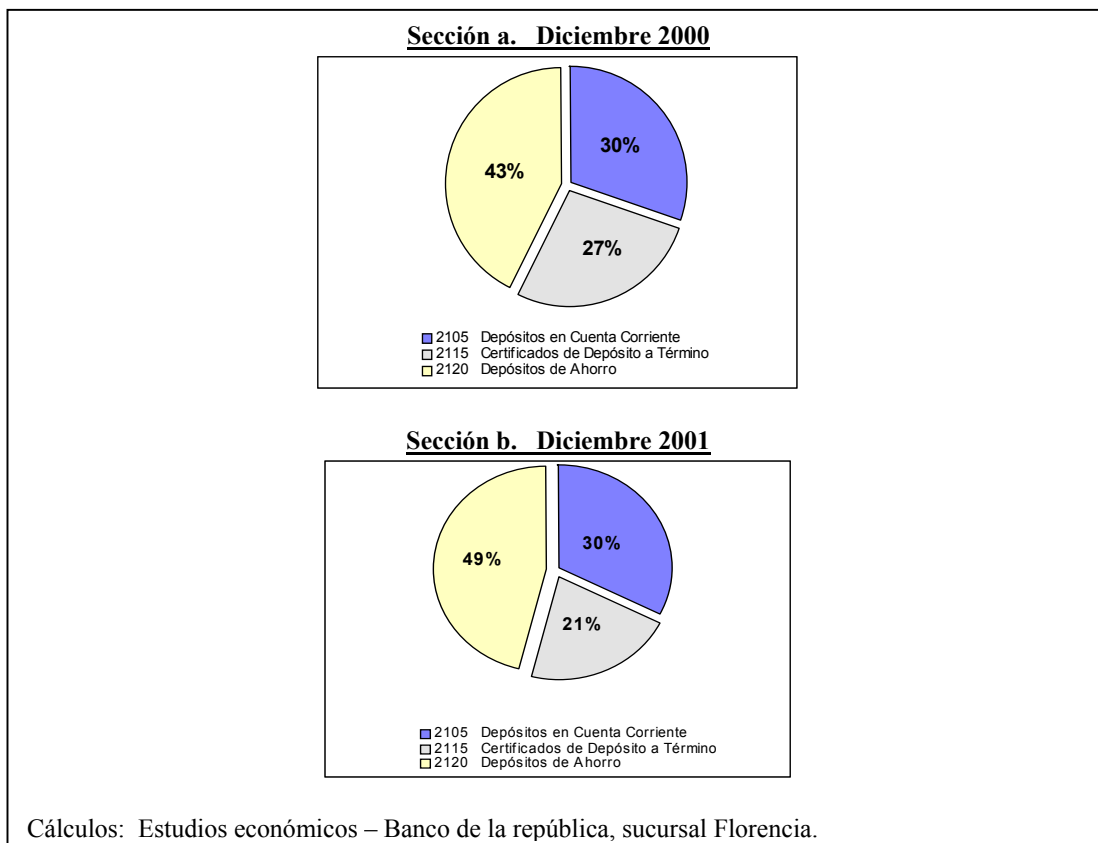 Sección a. Diciembre 2000
30%
43%
27%
2105 Depósitos en Cuenta Corriente
2115 Certificados de Depósito a Término
2120 Depósitos de Ahorro
Sección b. Diciembre 2001
30%
49%
21%
2105 Depósitos en Cuenta Corriente
2115 Certificados de Depósito a Término
2120 Depósitos de Ahorro
Cálculos: Estudios económicos – Banco de la república, sucursal Florencia.